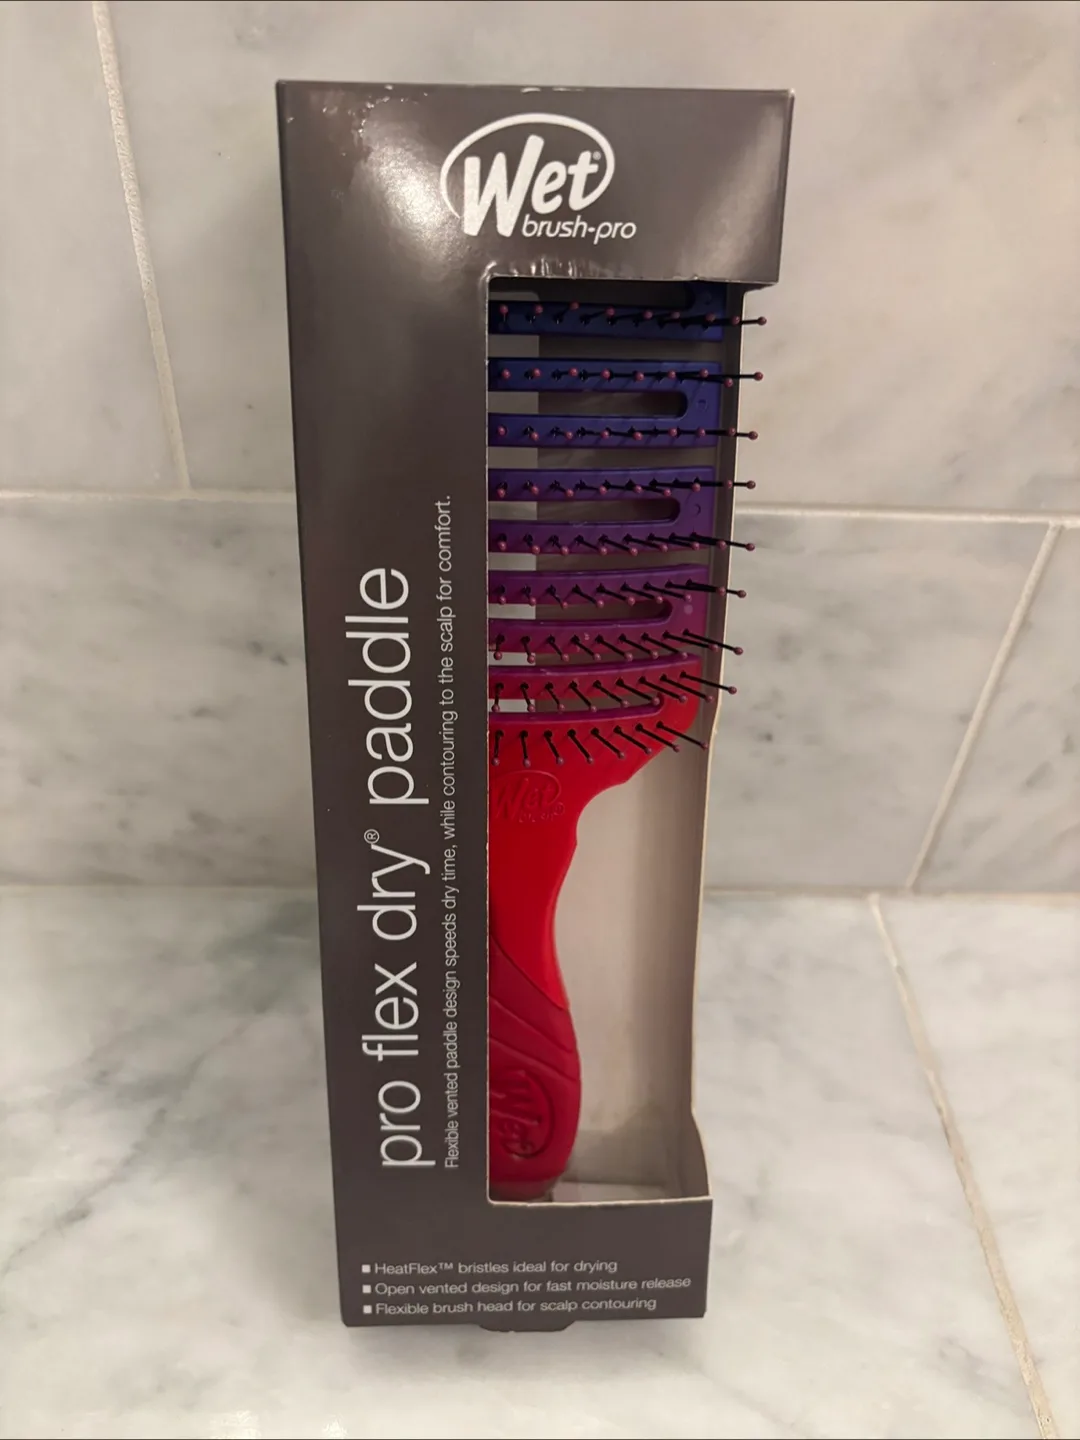 Wet®
brush-pro
pro flex dry® paddle
Flexible vented paddle design speeds dry time, while contouring to the scalp for comfort.
Wet
Wet
■ HeatFlex™ bristles ideal for drying
■ Open vented design for fast moisture release
■ Flexible brush head for scalp contouring